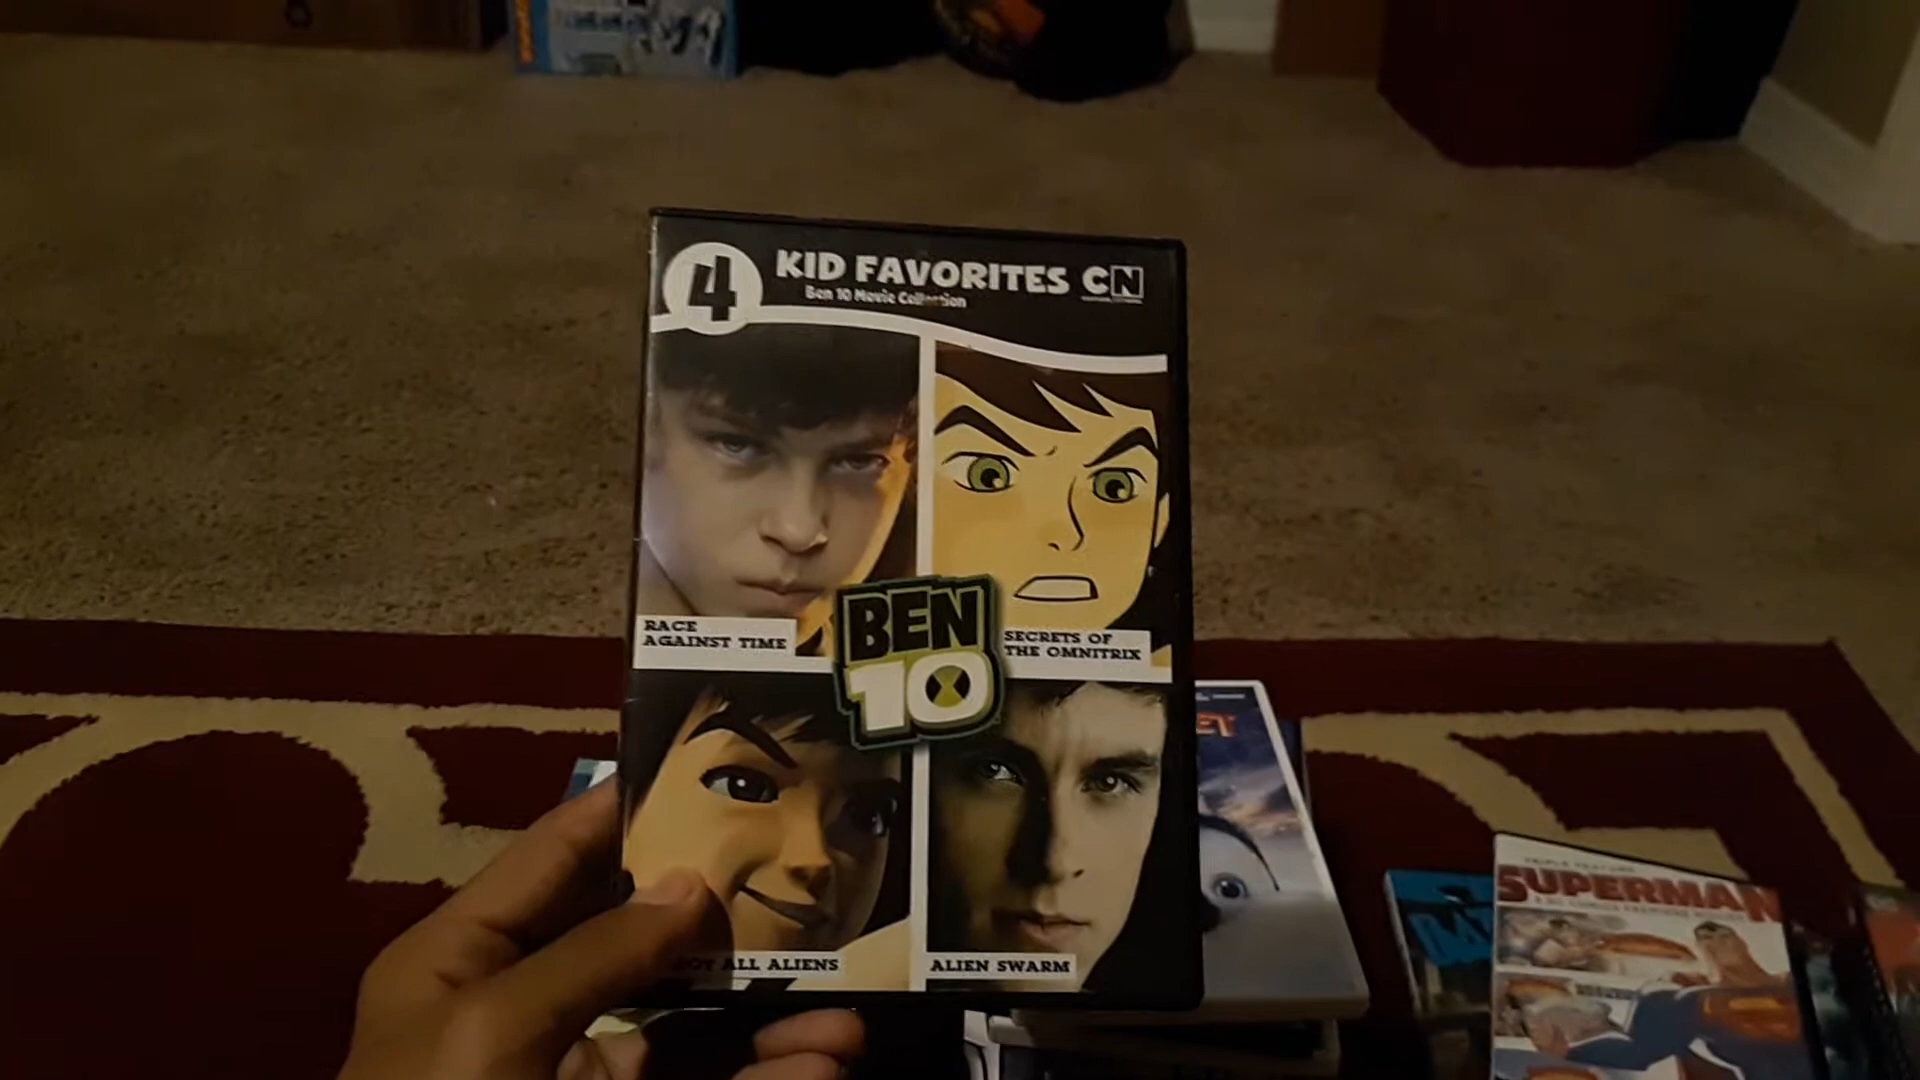 4
KID FAVORITES CN
Ben 10 Movie Collection
RACE
AGAINST TIME
SECRETS OF
THE OMNITRIX
BEN
10
ALL ALIENS
ALIEN SWARM
SUPERMAN